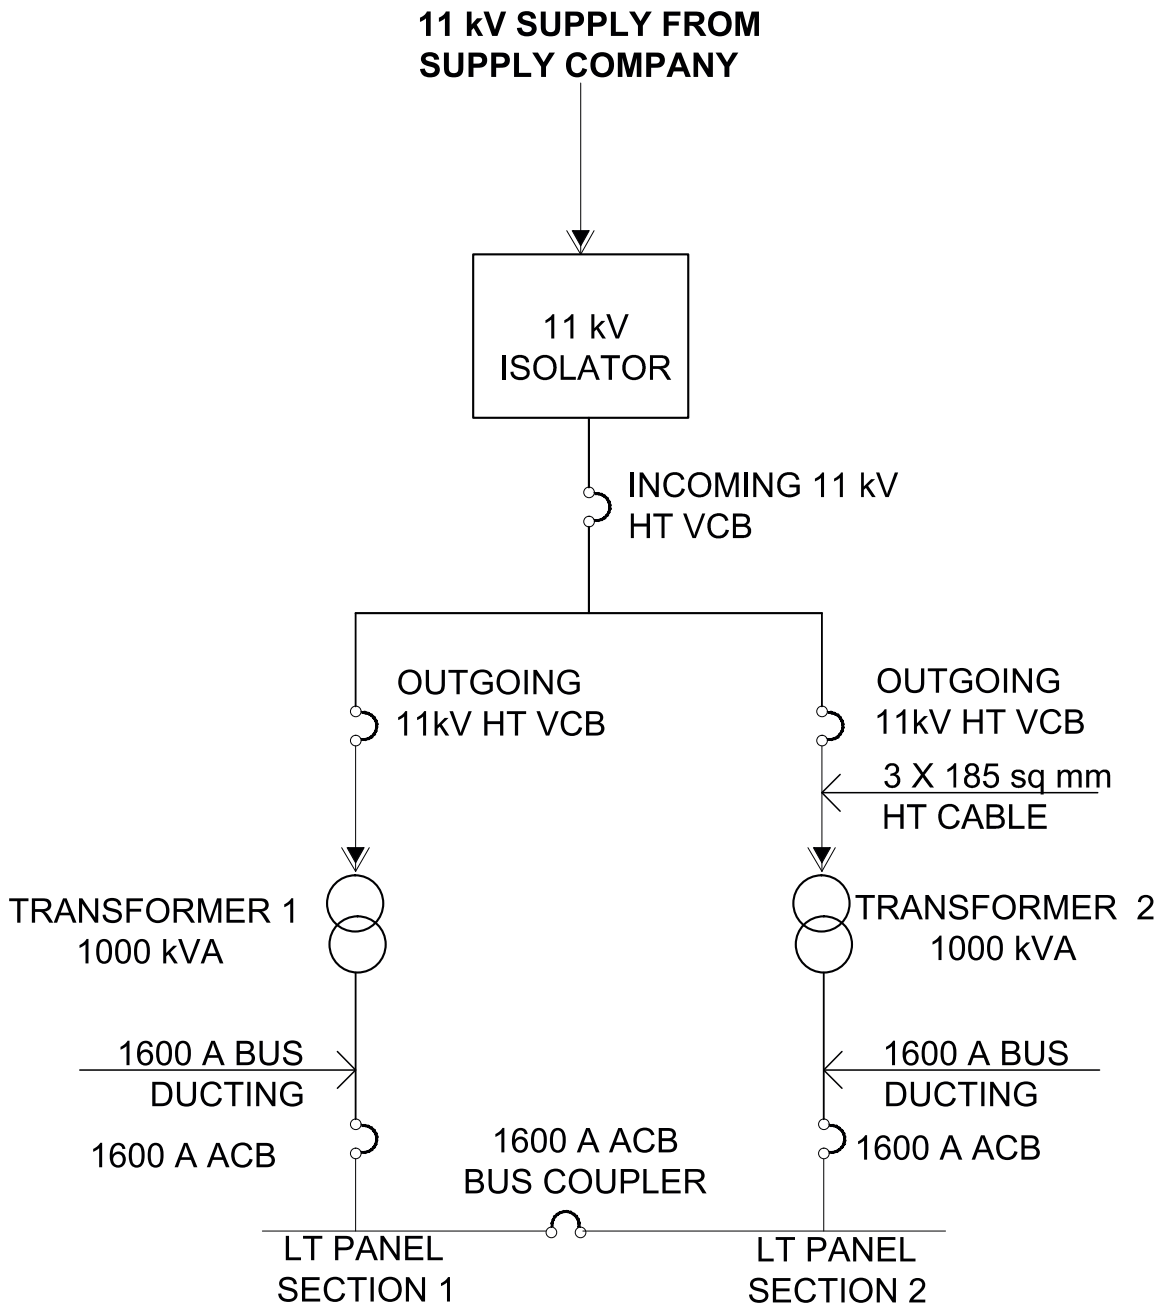 11 kV SUPPLY FROM
SUPPLY COMPANY
11 kV
ISOLATOR
INCOMING 11 kV
HT VCB
OUTGOING
11kV HT VCB
OUTGOING
11kV HT VCB
3 X 185 sq mm
HT CABLE
TRANSFORMER 1
1000 kVA
TRANSFORMER 2
1000 kVA
1600 A BUS
DUCTING
1600 A BUS
DUCTING
1600 A ACB
1600 A ACB
BUS COUPLER
1600 A ACB
LT PANEL
SECTION 1
LT PANEL
SECTION 2